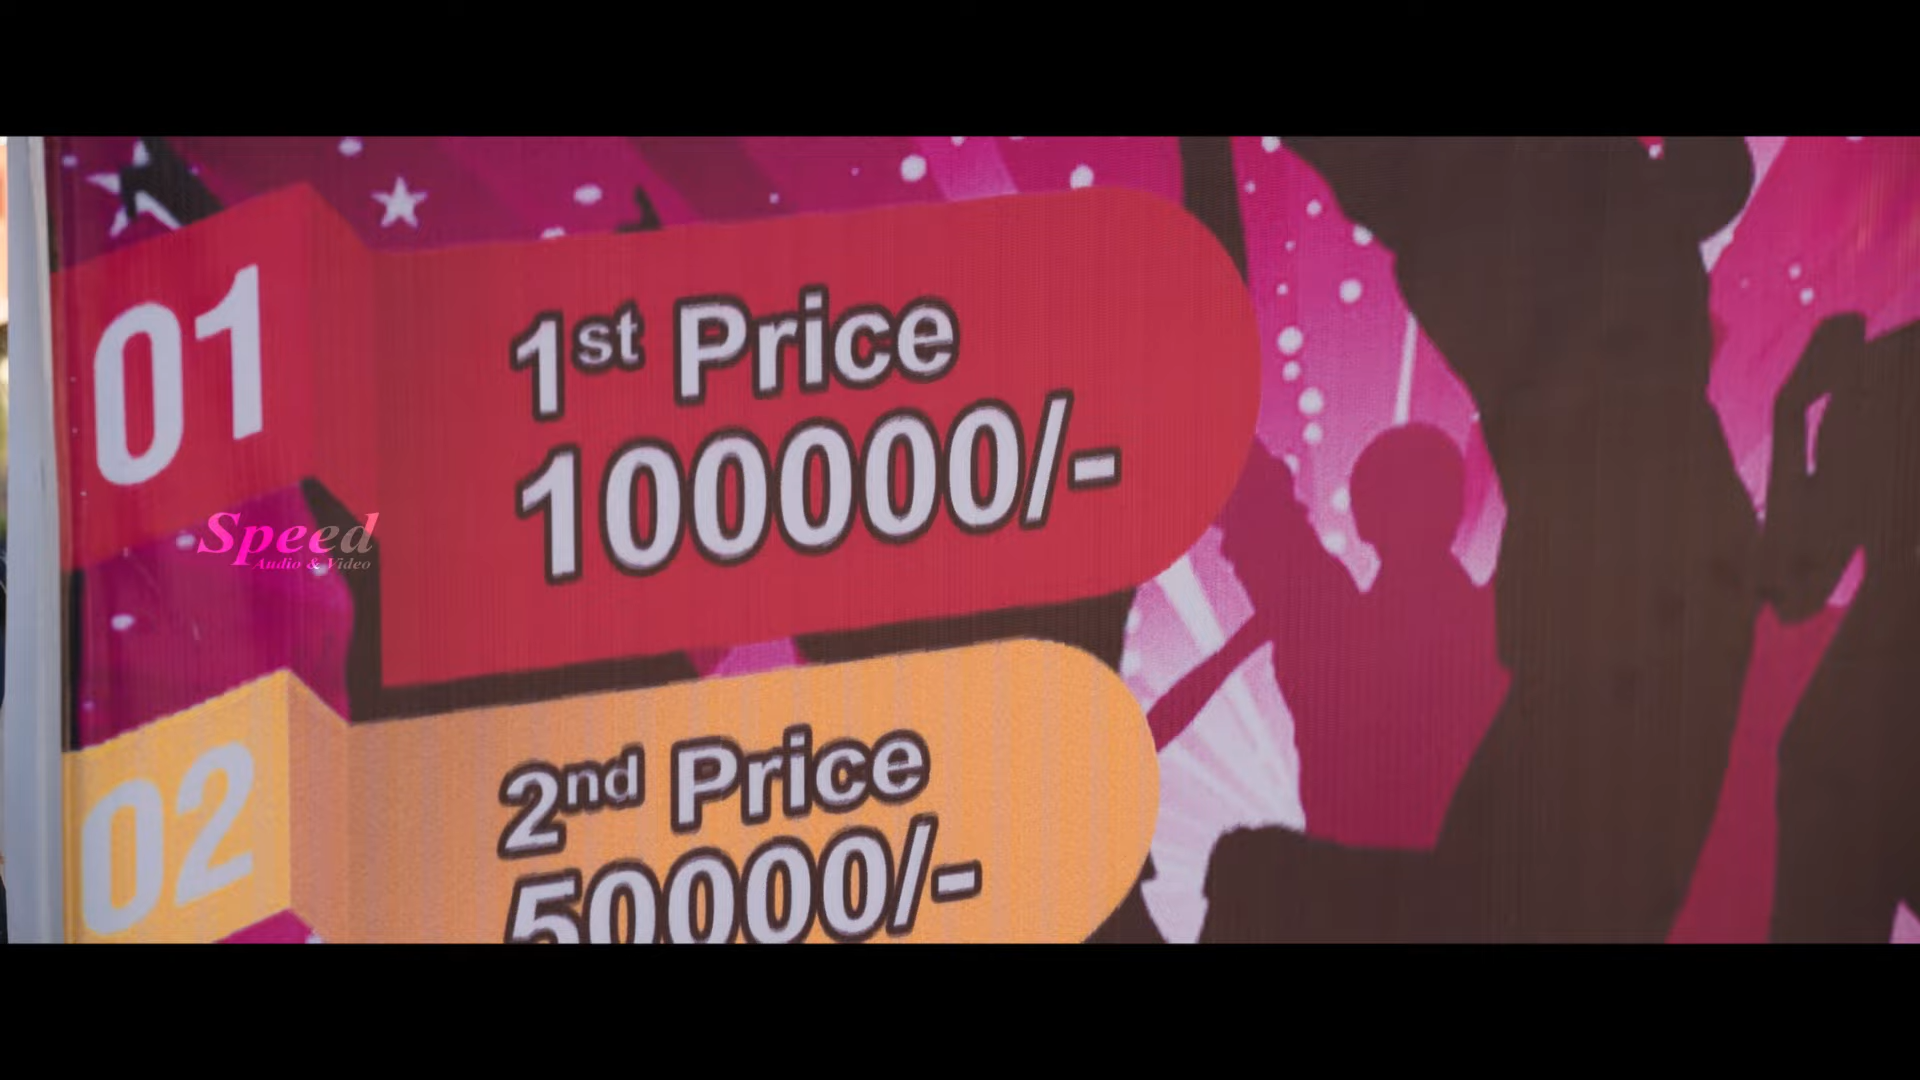 01
1st Price
100000/-
Speed
Audio & Video
02
2nd Price
50000/-